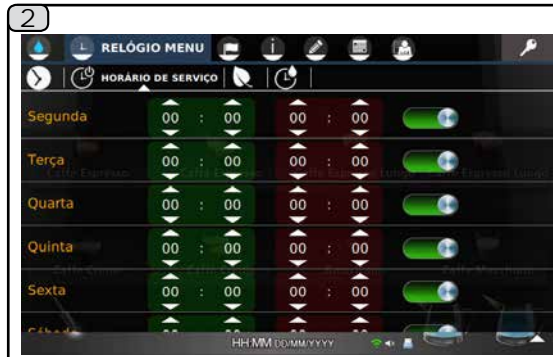 2
RELÓGIO MENU
HORÁRIO DE SERVIÇO
Segunda 00 : 00 00 : 00
Terça 00 : 00 00 : 00
Quarta 00 : 00 00 : 00
Quinta 00 : 00 00 : 00
Sexta 00 : 00 00 : 00
HH:MM DD/MM/YYYY